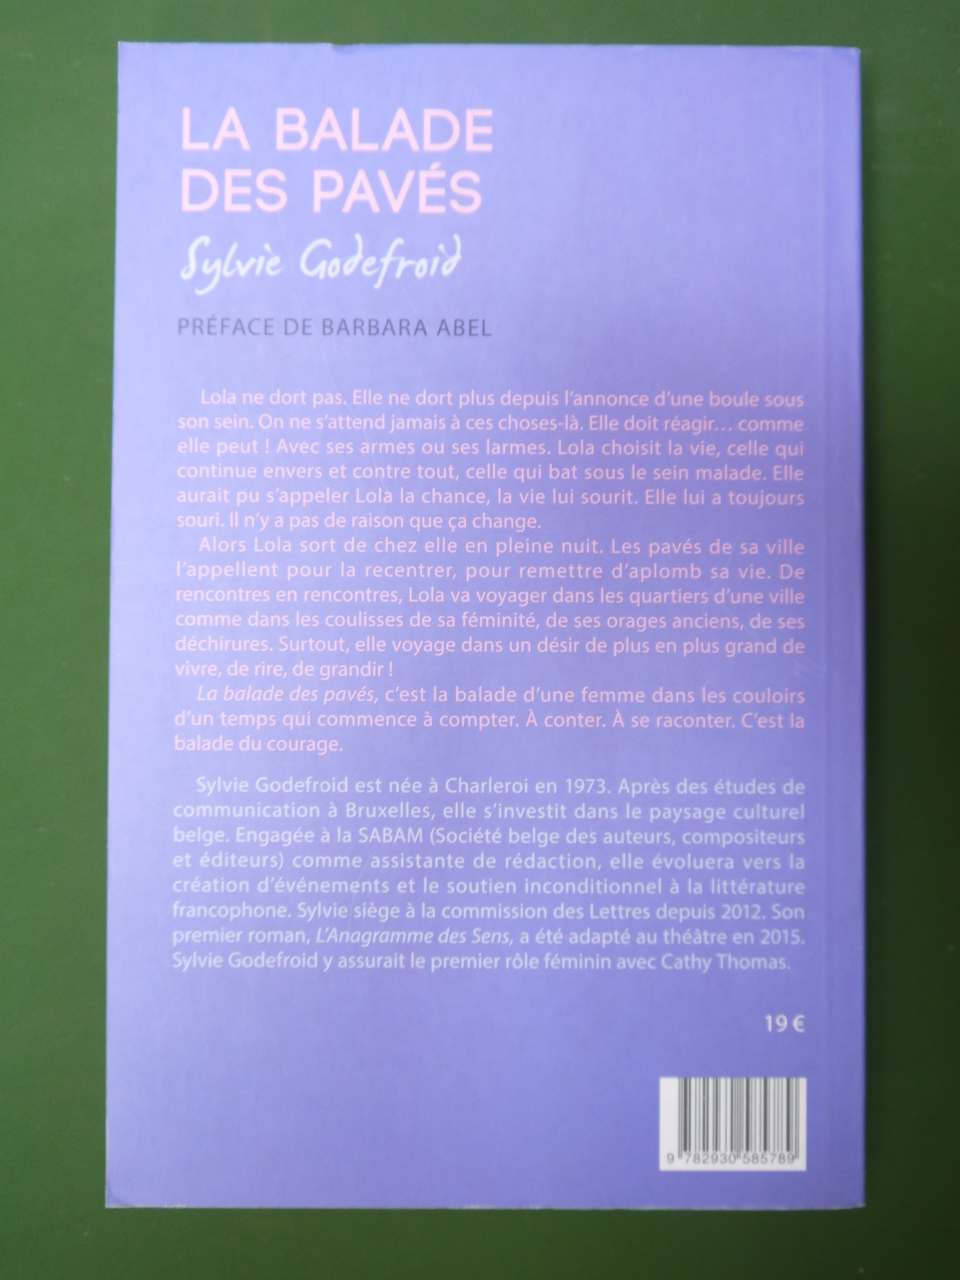 LA BALADE
DES PAVÉS
Sylvie Godefroid
PRÉFACE DE BARBARA ABEL
Lola ne dort pas. Elle ne dort plus depuis l'annonce d'une boule sous
son sein. On ne s'attend jamais à ces choses-là. Elle doit réagir… comme
elle peut ! Avec ses armes ou ses larmes. Lola choisit la vie, celle qui
continue envers et contre tout, celle qui bat sous le sein malade. Elle
aurait pu s'appeler Lola la chance, la vie lui sourit. Elle lui a toujours
souri. Il n'y a pas de raison que ça change.
Alors Lola sort de chez elle en pleine nuit. Les pavés de sa ville
l'appellent pour la recentrer, pour remettre d'aplomb sa vie. De
rencontres en rencontres, Lola va voyager dans les quartiers d'une ville
comme dans les coulisses de sa féminité, de ses orages anciens, de ses
déchirures. Surtout, elle voyage dans un désir de plus en plus grand de
vivre, de rire, de grandir !
La balade des pavés, c'est la balade d'une femme dans les couloirs
d'un temps qui commence à compter. À conter. À se raconter. C'est la
balade du courage.
Sylvie Godefroid est née à Charleroi en 1973. Après des études de
communication à Bruxelles, elle s'investit dans le paysage culturel
belge. Engagée à la SABAM (Société belge des auteurs, compositeurs
et éditeurs) comme assistante de rédaction, elle évoluera vers la
création d'événements et le soutien inconditionnel à la littérature
francophone. Sylvie siège à la commission des Lettres depuis 2012. Son
premier roman, L'Anagramme des Sens, a été adapté au théâtre en 2015.
Sylvie Godefroid y assurait le premier rôle féminin avec Cathy Thomas.
19 €
9 782930 585789